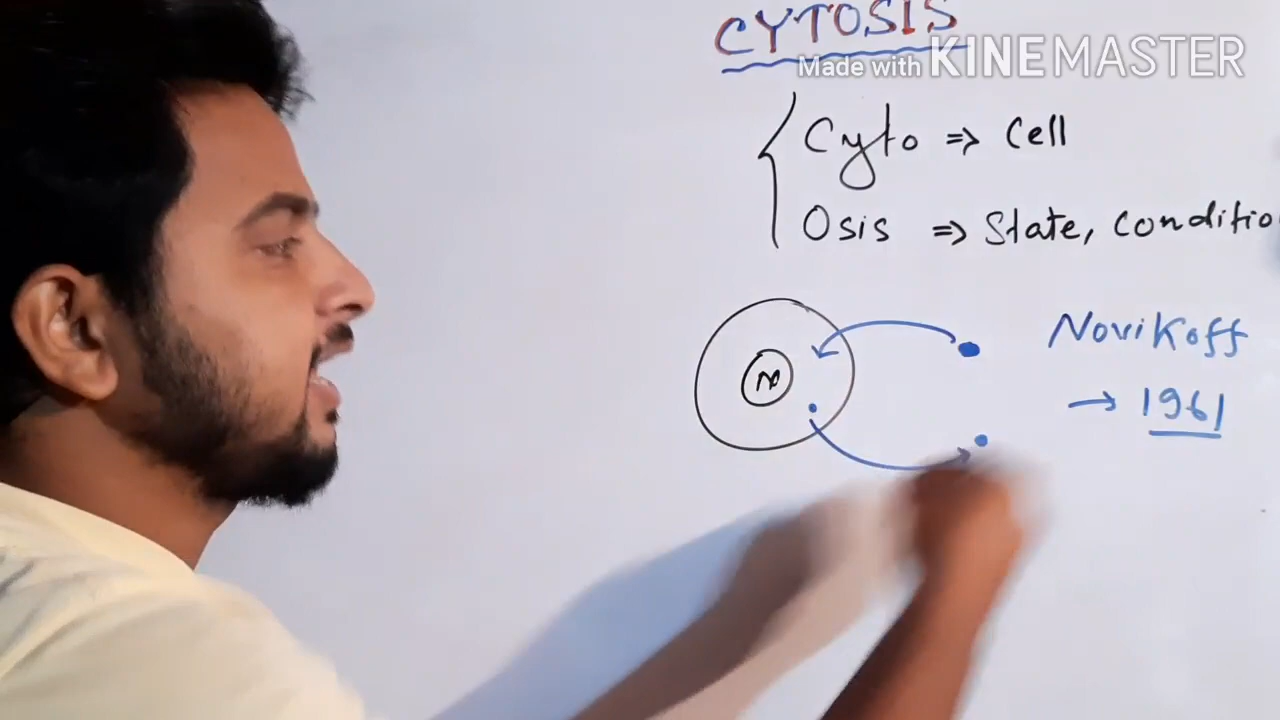 CYTOSIS
Made with KINEMASTER
Cyto ⇒ Cell
Osis ⇒ State, conditio
N
Novikoff
→ 1961